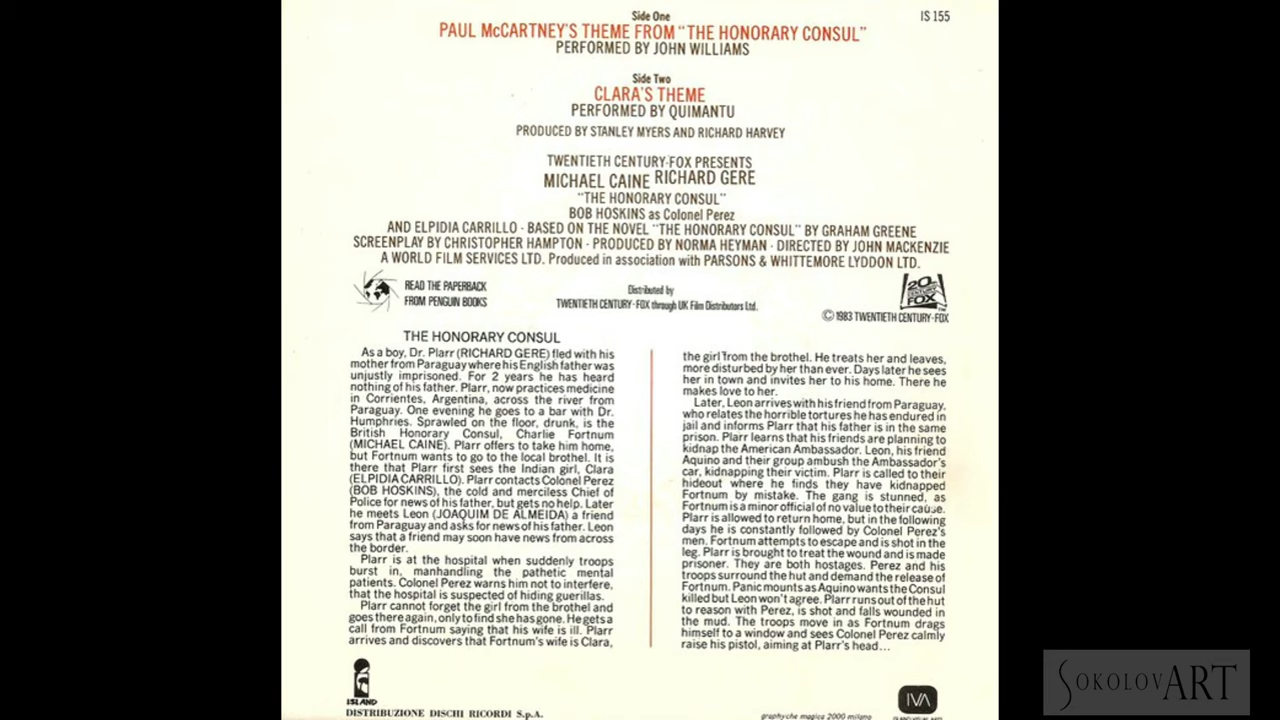 Side One
IS 155
PAUL McCARTNEY'S THEME FROM "THE HONORARY CONSUL"
PERFORMED BY JOHN WILLIAMS
Side Two
CLARA'S THEME
PERFORMED BY QUIMANTU
PRODUCED BY STANLEY MYERS AND RICHARD HARVEY
TWENTIETH CENTURY-FOX PRESENTS
MICHAEL CAINE RICHARD GERE
"THE HONORARY CONSUL"
BOB HOSKINS as Colonel Perez
AND ELPIDIA CARRILLO · BASED ON THE NOVEL "THE HONORARY CONSUL" BY GRAHAM GREENE
SCREENPLAY BY CHRISTOPHER HAMPTON · PRODUCED BY NORMA HEYMAN · DIRECTED BY JOHN MACKENZIE
A WORLD FILM SERVICES LTD. Produced in association with PARSONS & WHITTEMORE LYDDON LTD.
READ THE PAPERBACK
FROM PENGUIN BOOKS
Distributed by
TWENTIETH CENTURY-FOX through UK Film Distributors Ltd.
20
CENTURY
FOX
TM
© 1983 TWENTIETH CENTURY-FOX
THE HONORARY CONSUL
As a boy, Dr. Plarr (RICHARD GERE) fled with his
mother from Paraguay where his English father was
unjustly imprisoned. For 2 years he has heard
nothing of his father. Plarr, now practices medicine
in Corrientes, Argentina, across the river from
Paraguay. One evening he goes to a bar with Dr.
Humphries. Sprawled on the floor, drunk, is the
British Honorary Consul, Charlie Fortnum
(MICHAEL CAINE). Plarr offers to take him home,
but Fortnum wants to go to the local brothel. It is
there that Plarr first sees the Indian girl, Clara
(ELPIDIA CARRILLO). Plarr contacts Colonel Perez
(BOB HOSKINS), the cold and merciless Chief of
Police for news of his father, but gets no help. Later
he meets Leon (JOAQUIM DE ALMEIDA) a friend
from Paraguay and asks for news of his father. Leon
says that a friend may soon have news from across
the border.
Plarr is at the hospital when suddenly troops
burst in, manhandling the pathetic mental
patients. Colonel Perez warns him not to interfere,
that the hospital is suspected of hiding guerillas.
Plarr cannot forget the girl from the brothel and
goes there again, only to find she has gone. He gets a
call from Fortnum saying that his wife is ill. Plarr
arrives and discovers that Fortnum's wife is Clara,
the girl from the brothel. He treats her and leaves,
more disturbed by her than ever. Days later he sees
her in town and invites her to his home. There he
makes love to her.
Later, Leon arrives with his friend from Paraguay,
who relates the horrible tortures he has endured in
jail and informs Plarr that his father is in the same
prison. Plarr learns that his friends are planning to
kidnap the American Ambassador. Leon, his friend
Aquino and their group ambush the Ambassador's
car, kidnapping their victim. Plarr is called to their
hideout where he finds they have kidnapped
Fortnum by mistake. The gang is stunned, as
Fortnum is a minor official of no value to their cause.
Plarr is allowed to return home, but in the following
days he is constantly followed by Colonel Perez's
men. Fortnum attempts to escape and is shot in the
leg. Plarr is brought to treat the wound and is made
prisoner. They are both hostages. Perez and his
troops surround the hut and demand the release of
Fortnum. Panic mounts as Aquino wants the Consul
killed but Leon won't agree. Plarr runs out of the hut
to reason with Perez, is shot and falls wounded in
the mud. The troops move in as Fortnum drags
himself to a window and sees Colonel Perez calmly
raise his pistol, aiming at Plarr's head...
ISLAND
DISTRIBUZIONE DISCHI RICORDI S.p.A.
graphyche magica 2000 milano
IVA
ISLAND VISUAL ARTS
SOKOLOVART